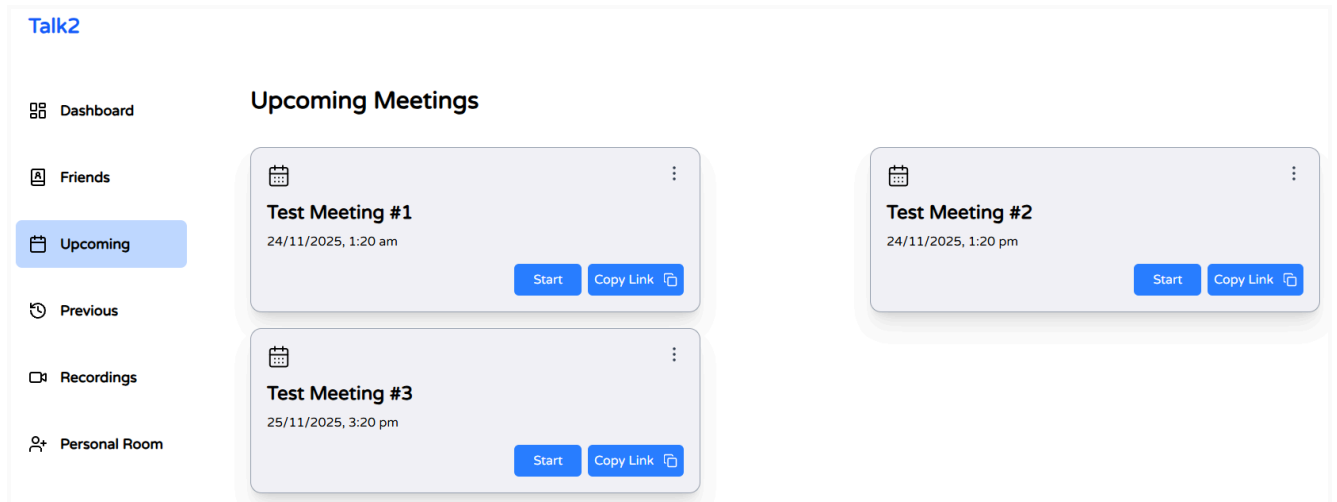 Talk2
Dashboard
Friends
Upcoming
Previous
Recordings
Personal Room
Upcoming Meetings
Test Meeting #1
24/11/2025, 1:20 am
Start
Copy Link
Test Meeting #2
24/11/2025, 1:20 pm
Start
Copy Link
Test Meeting #3
25/11/2025, 3:20 pm
Start
Copy Link